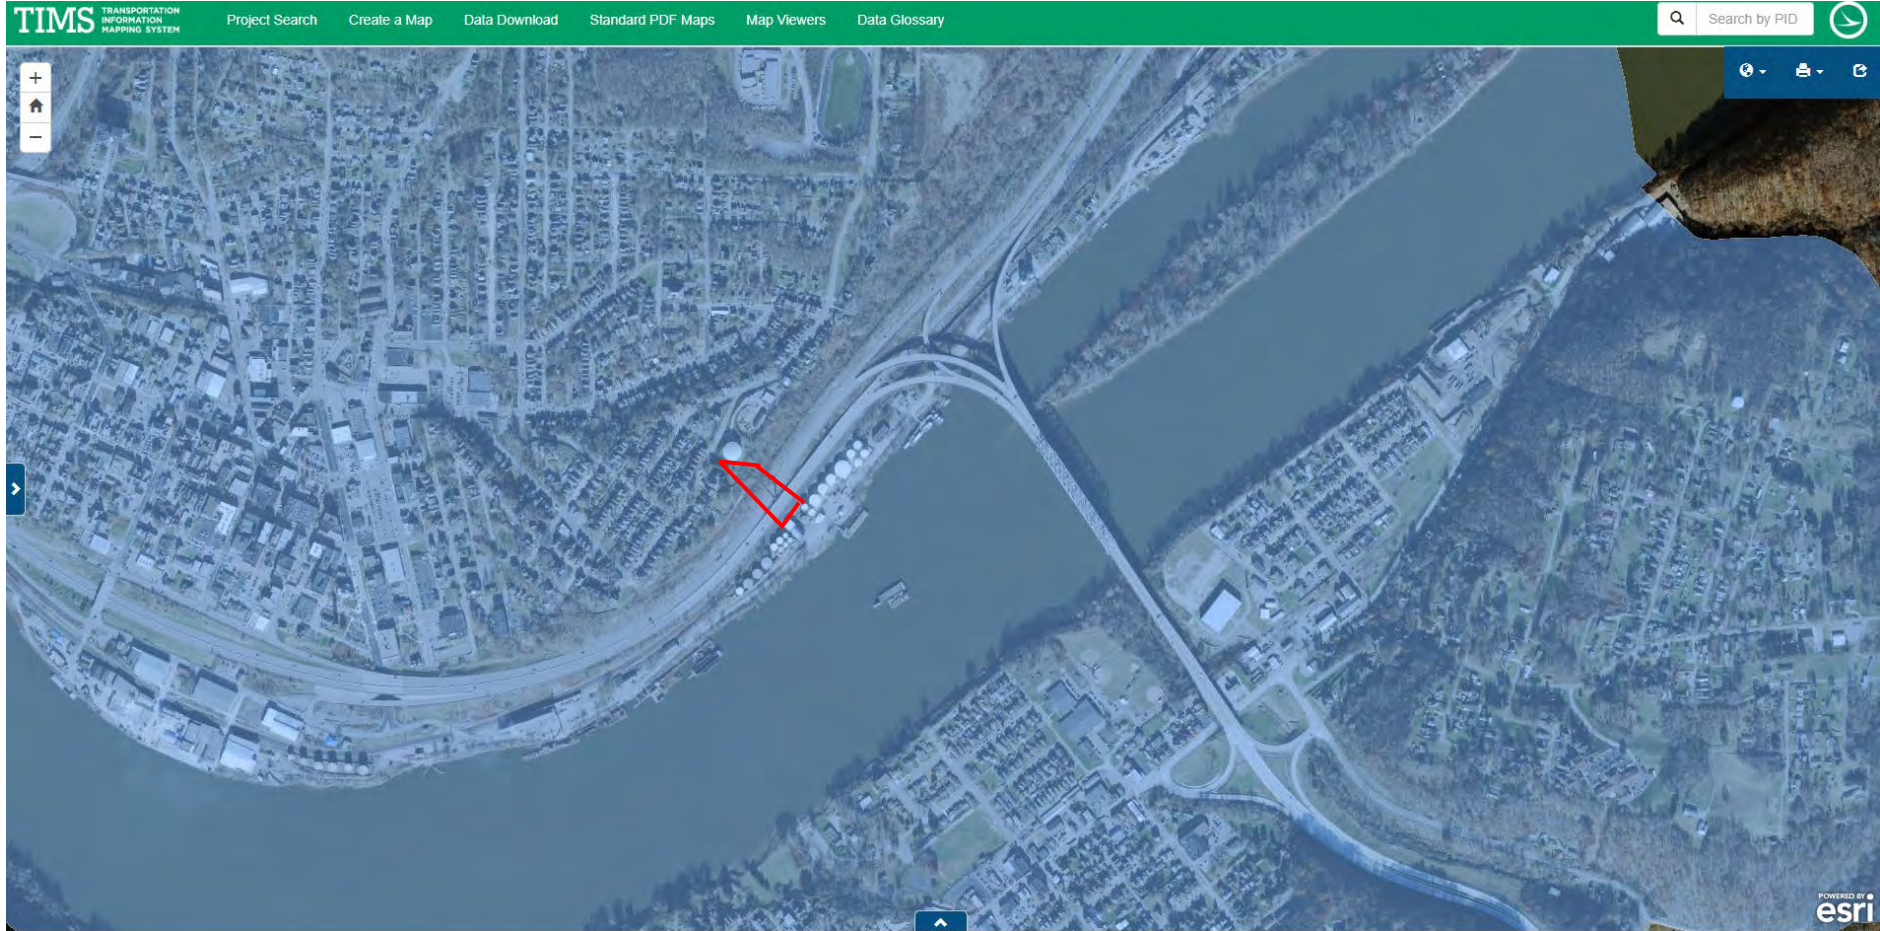 TIMS TRANSPORTATION
INFORMATION
MAPPING SYSTEM
Project Search Create a Map Data Download Standard PDF Maps Map Viewers Data Glossary Search by PID
POWERED BY
esri